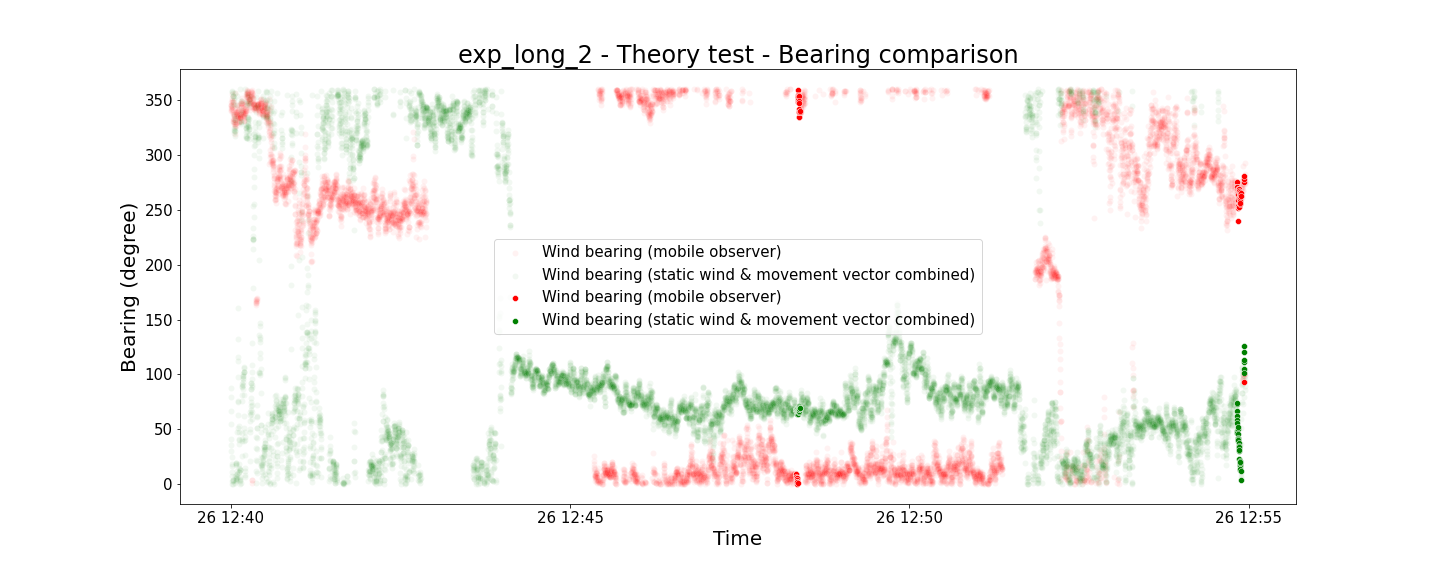 exp_long_2 - Theory test - Bearing comparison
350
300
250
200
150
100
50
0
Bearing (degree)
Wind bearing (mobile observer)
Wind bearing (static wind & movement vector combined)
Wind bearing (mobile observer)
Wind bearing (static wind & movement vector combined)
26 12:40
26 12:45
26 12:50
26 12:55
Time